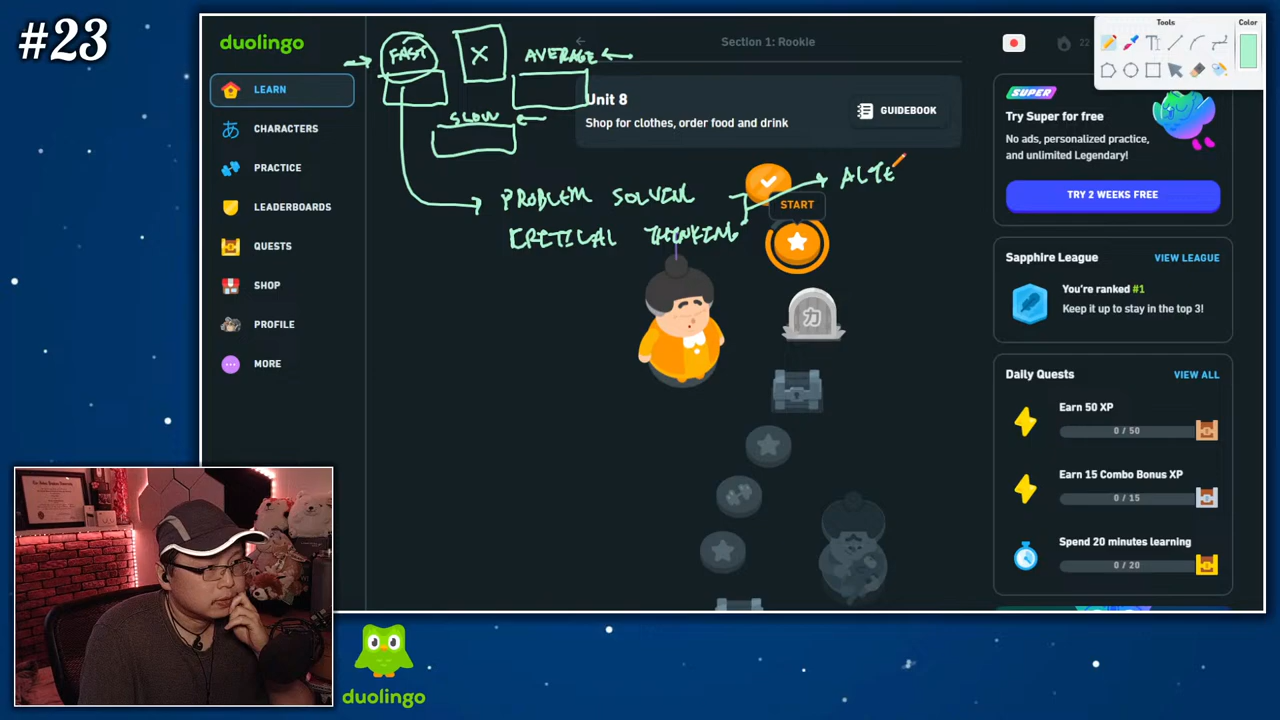 #23
duolingo
LEARN
CHARACTERS
PRACTICE
LEADERBOARDS
QUESTS
SHOP
PROFILE
MORE
FAST
X
AVERAGE
SLOW
Section 1: Rookie
Unit 8
Shop for clothes, order food and drink
GUIDEBOOK
PROBLEM SOLVING
CRITICAL THINKING
ALTE
START
力
あ
22
Tools
Color
SUPER
Try Super for free
No ads, personalized practice,
and unlimited Legendary!
TRY 2 WEEKS FREE
Sapphire League
VIEW LEAGUE
You're ranked #1
Keep it up to stay in the top 3!
Daily Quests
VIEW ALL
Earn 50 XP
0 / 50
Earn 15 Combo Bonus XP
0 / 15
Spend 20 minutes learning
0 / 20
duolingo